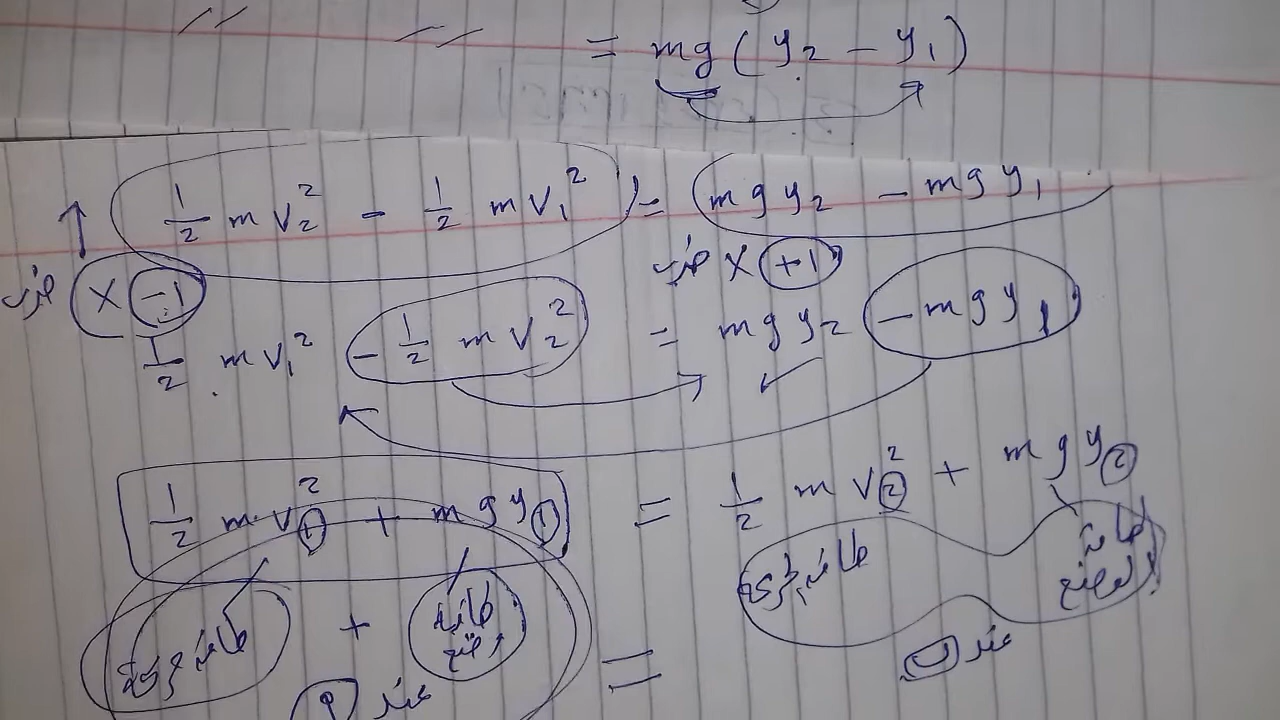 〃 〃 = mg ( y₂ − y₁ )
½ m v₂² − ½ m v₁² = mg y₂ − mg y₁
ضرب × −1 ضرب × +1
½ m v₁² − ½ m v₂² = mg y₂ − mg y₁
½ m v₁² + mg y₁ = ½ m v₂² + mg y₂
طاقة حركة + طاقة وضع = طاقة حركة طاقة الوضع
عند عند ب